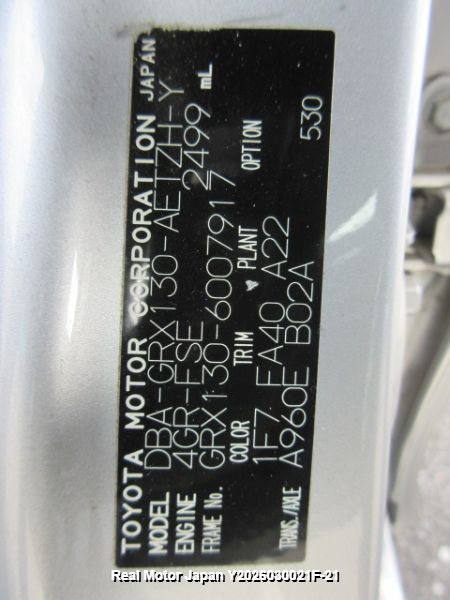 TOYOTA MOTOR CORPORATION JAPAN
MODEL DBA-GRX130-AETZH-Y
ENGINE 4GR-FSE 2499 mL
FRAME No. GRX130-6007917
COLOR TRIM PLANT OPTION
1F7 FA40 A22
TRANS./AXLE A960E B02A 530
Real Motor Japan Y2025030021F-21